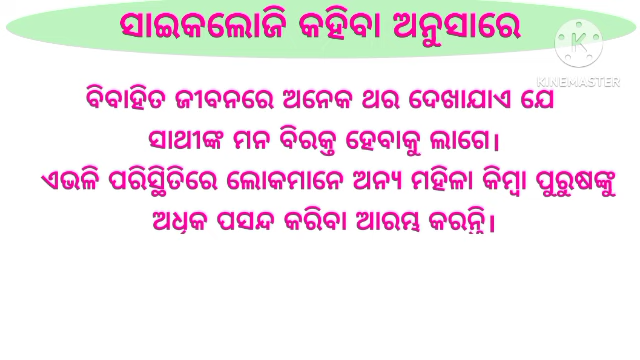 ସାଇକଲୋଜି କହିବା ଅନୁସାରେ
KINEMASTER
ବିବାହିତ ଜୀବନରେ ଅନେକ ଥର ଦେଖାଯାଏ ଯେ
ସାଥୀଙ୍କ ମନ ବିରକ୍ତ ହେବାକୁ ଲାଗେ।
ଏଭଳି ପରିସ୍ଥିତିରେ ଲୋକମାନେ ଅନ୍ୟ ମହିଳା କିମ୍ବା ପୁରୁଷଙ୍କୁ
ଅଧିକ ପସନ୍ଦ କରିବା ଆରମ୍ଭ କରନ୍ତି।